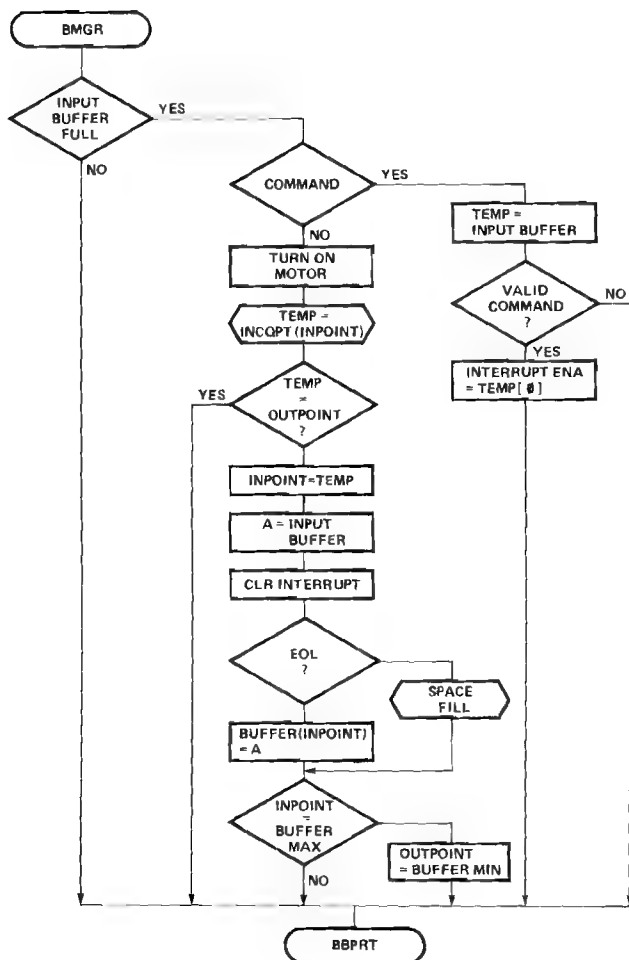 BMGR
INPUT
BUFFER
FULL
YES
NO
COMMAND
YES
NO
TEMP =
INPUT BUFFER
TURN ON
MOTOR
VALID
COMMAND
?
NO
YES
TEMP =
INCQPT (INPOINT)
INTERRUPT ENA
= TEMP [ 0 ]
TEMP
=
OUTPOINT
?
YES
INPOINT=TEMP
A = INPUT
BUFFER
CLR INTERRUPT
EOL
?
SPACE
FILL
BUFFER(INPOINT)
= A
INPOINT
=
BUFFER
MAX
NO
OUTPOINT
= BUFFER MIN
BBPRT